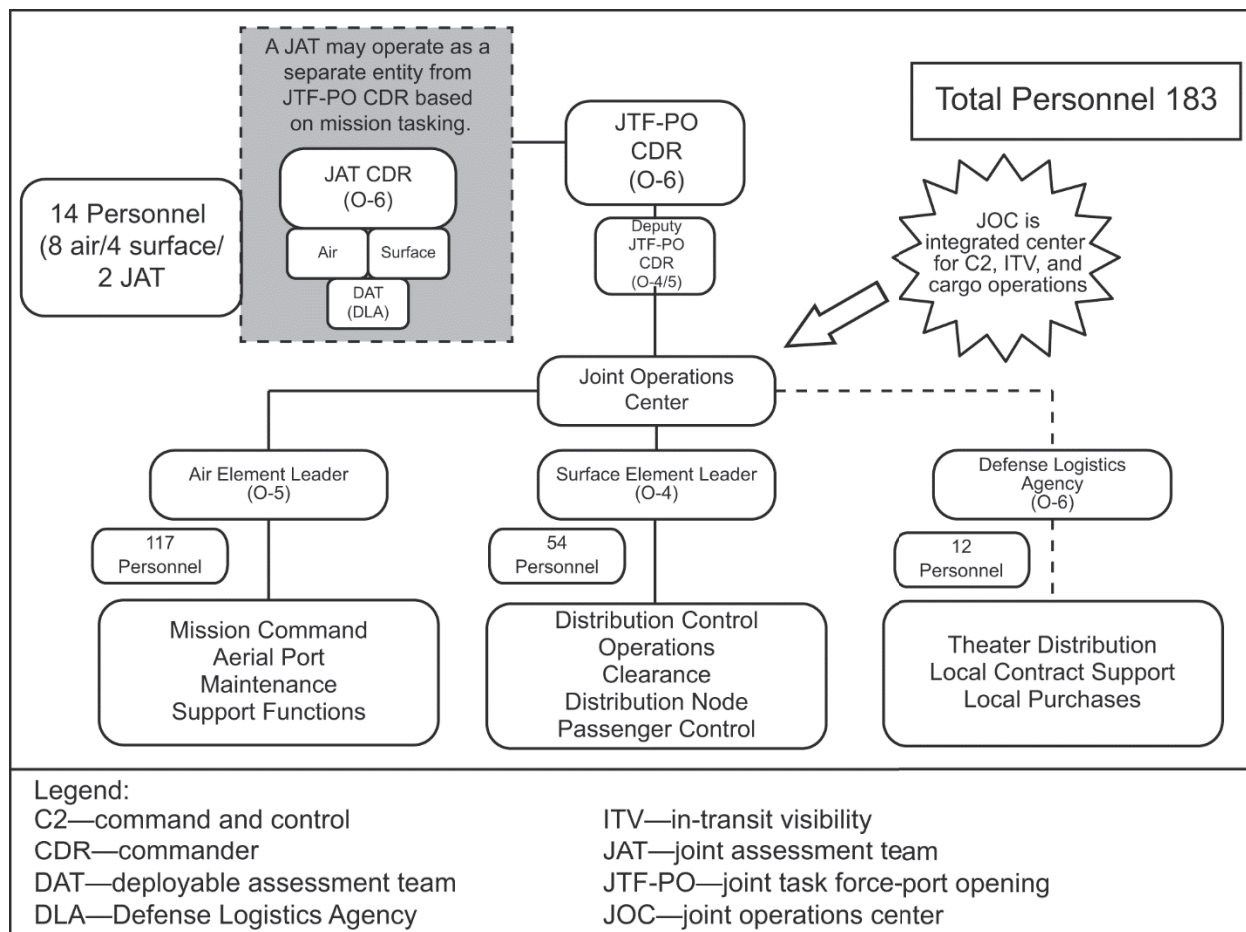 A JAT may operate as a
separate entity from
JTF-PO CDR based
on mission tasking.
JAT CDR
(O-6)
Air
Surface
DAT
(DLA)
14 Personnel
(8 air/4 surface/
2 JAT
JTF-PO
CDR
(O-6)
Deputy
JTF-PO
CDR
(O-4/5)
Total Personnel 183
JOC is
integrated center
for C2, ITV, and
cargo operations
Joint Operations
Center
Air Element Leader
(O-5)
Surface Element Leader
(O-4)
Defense Logistics
Agency
(O-6)
117
Personnel
54
Personnel
12
Personnel
Mission Command
Aerial Port
Maintenance
Support Functions
Distribution Control
Operations
Clearance
Distribution Node
Passenger Control
Theater Distribution
Local Contract Support
Local Purchases
Legend:
C2—command and control
CDR—commander
DAT—deployable assessment team
DLA—Defense Logistics Agency
ITV—in-transit visibility
JAT—joint assessment team
JTF-PO—joint task force-port opening
JOC—joint operations center